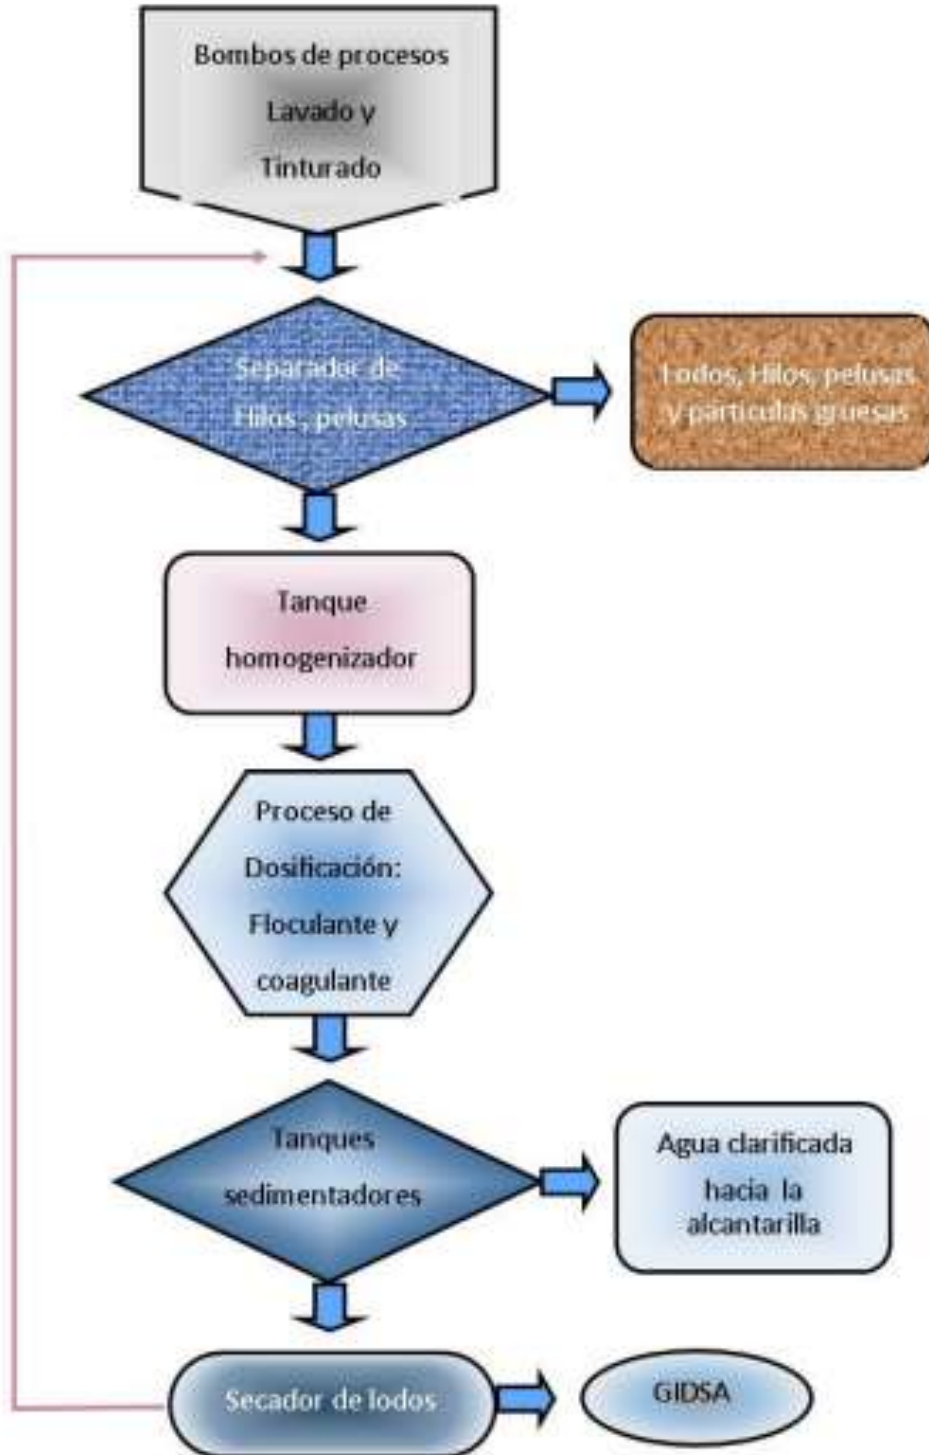 Bombos de procesos
Lavado y
Tinturado
Separador de
Hilos , pelusas
Lodos, Hilos, pelusas
y particulas gruesas
Tanque
homogenizador
Proceso de
Dosificación:
Floculante y
coagulante
Tanques
sedimentadores
Agua clarificada
hacia la
alcantarilla
Secador de lodos
GIDSA